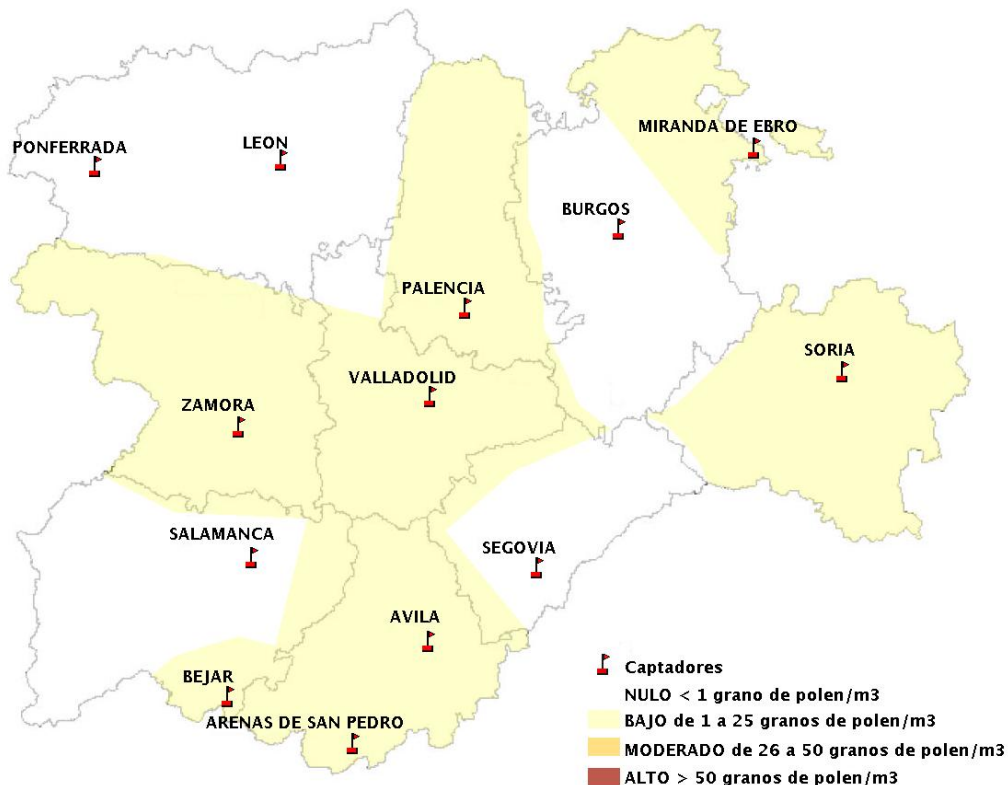 MIRANDA DE EBRO
PONFERRADA
LEON
BURGOS
PALENCIA
SORIA
VALLADOLID
ZAMORA
SALAMANCA
SEGOVIA
AVILA
BEJAR
ARENAS DE SAN PEDRO
Captadores
NULO < 1 grano de polen/m3
BAJO de 1 a 25 granos de polen/m3
MODERADO de 26 a 50 granos de polen/m3
ALTO > 50 granos de polen/m3